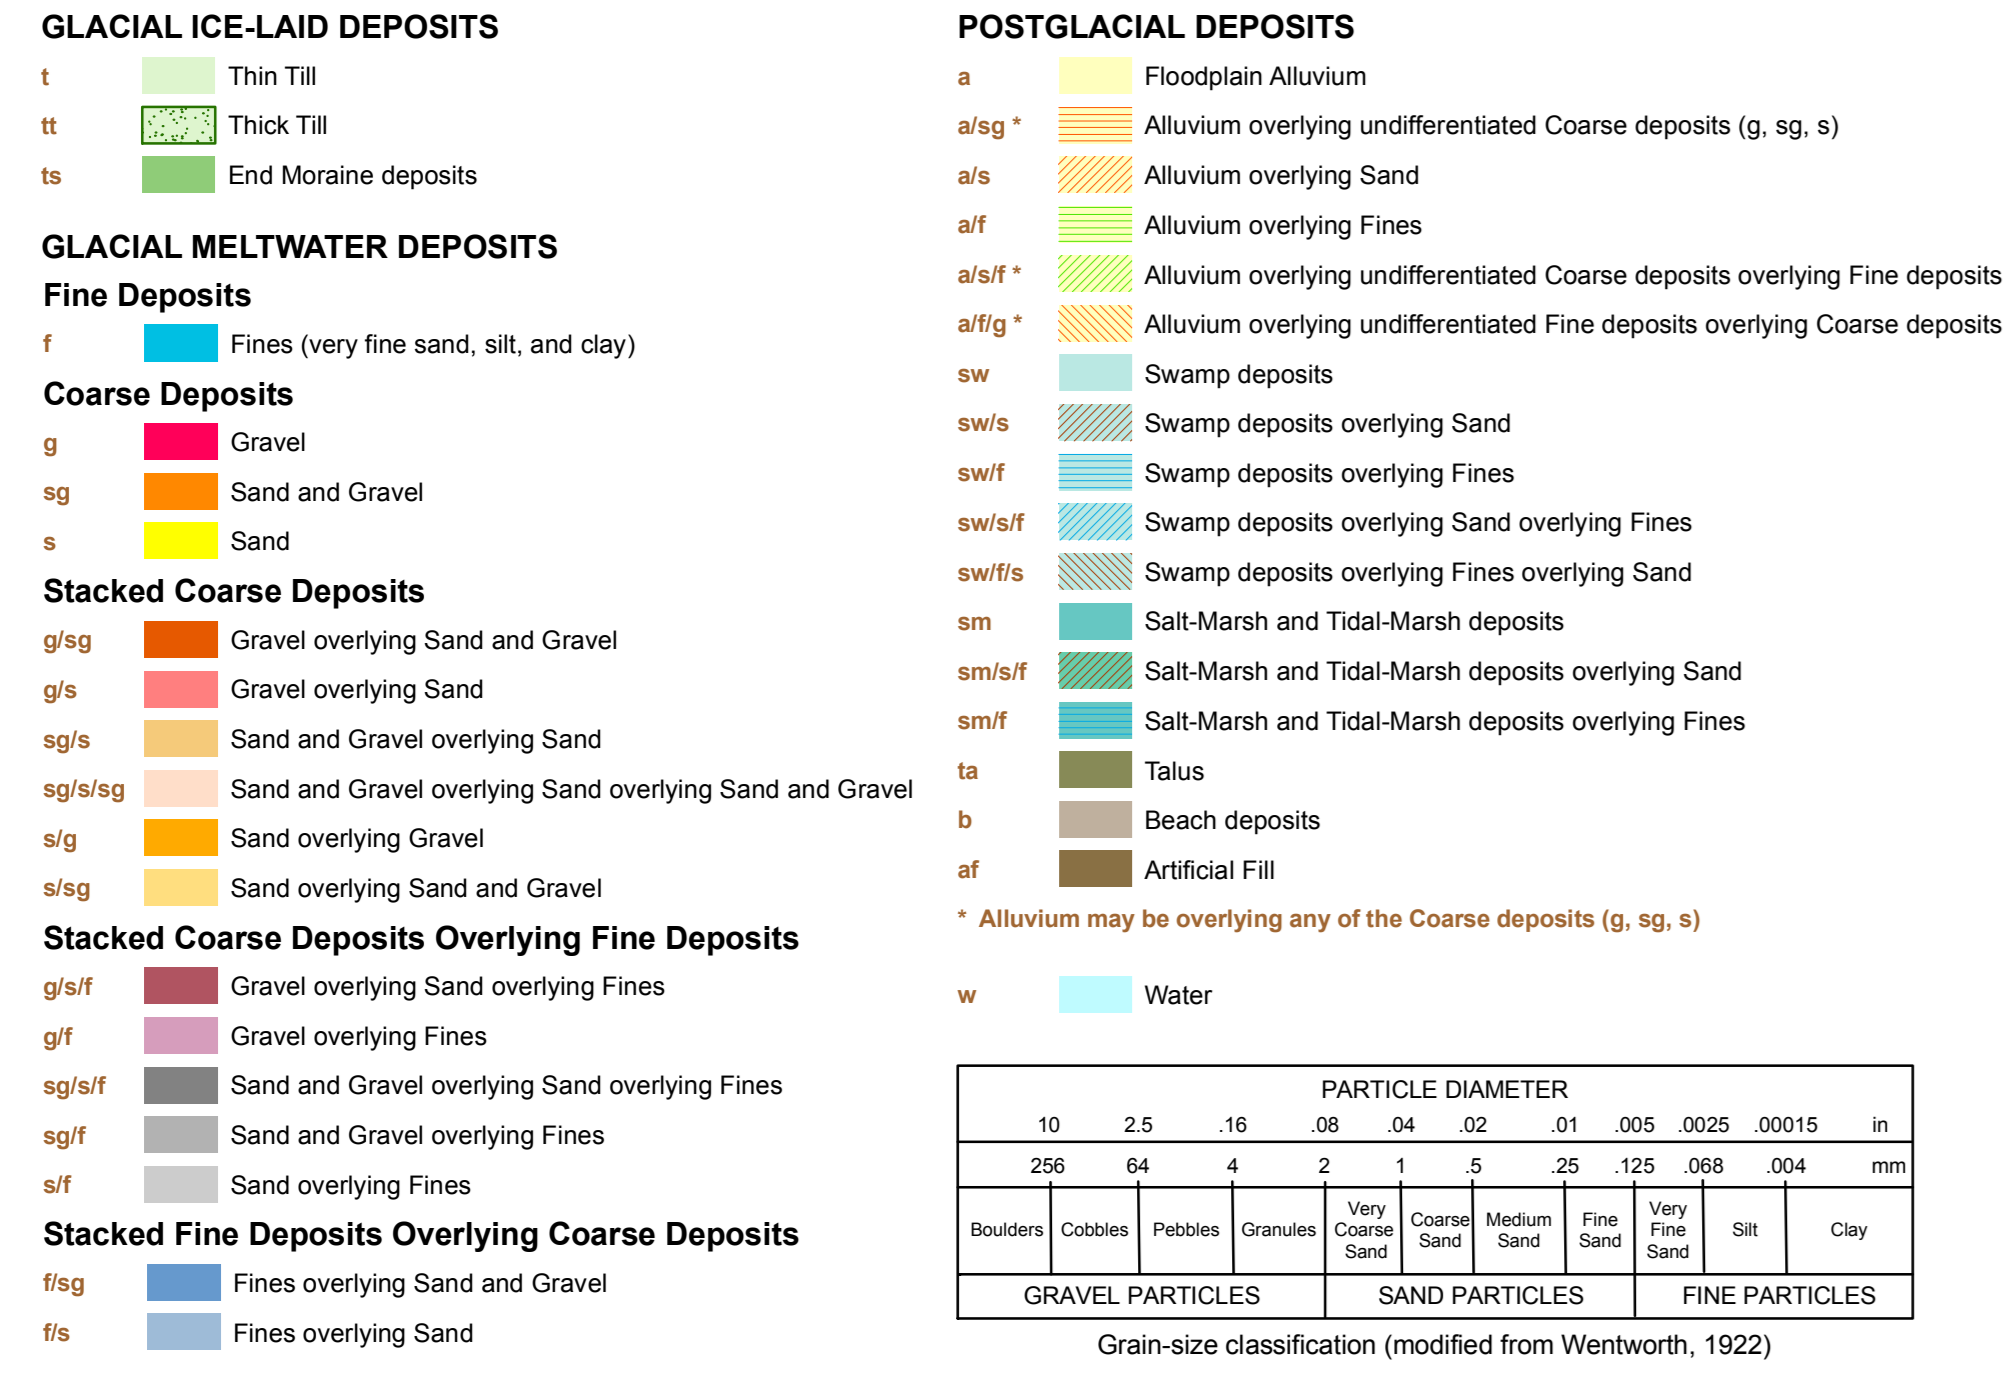 GLACIAL ICE-LAID DEPOSITS
t Thin Till
tt Thick Till
ts End Moraine deposits
GLACIAL MELTWATER DEPOSITS
Fine Deposits
f Fines (very fine sand, silt, and clay)
Coarse Deposits
g Gravel
sg Sand and Gravel
s Sand
Stacked Coarse Deposits
g/sg Gravel overlying Sand and Gravel
g/s Gravel overlying Sand
sg/s Sand and Gravel overlying Sand
sg/s/sg Sand and Gravel overlying Sand overlying Sand and Gravel
s/g Sand overlying Gravel
s/sg Sand overlying Sand and Gravel
Stacked Coarse Deposits Overlying Fine Deposits
g/s/f Gravel overlying Sand overlying Fines
g/f Gravel overlying Fines
sg/s/f Sand and Gravel overlying Sand overlying Fines
sg/f Sand and Gravel overlying Fines
s/f Sand overlying Fines
Stacked Fine Deposits Overlying Coarse Deposits
f/sg Fines overlying Sand and Gravel
f/s Fines overlying Sand
POSTGLACIAL DEPOSITS
a Floodplain Alluvium
a/sg * Alluvium overlying undifferentiated Coarse deposits (g, sg, s)
a/s Alluvium overlying Sand
a/f Alluvium overlying Fines
a/s/f * Alluvium overlying undifferentiated Coarse deposits overlying Fine deposits
a/f/g * Alluvium overlying undifferentiated Fine deposits overlying Coarse deposits
sw Swamp deposits
sw/s Swamp deposits overlying Sand
sw/f Swamp deposits overlying Fines
sw/s/f Swamp deposits overlying Sand overlying Fines
sw/f/s Swamp deposits overlying Fines overlying Sand
sm Salt-Marsh and Tidal-Marsh deposits
sm/s/f Salt-Marsh and Tidal-Marsh deposits overlying Sand
sm/f Salt-Marsh and Tidal-Marsh deposits overlying Fines
ta Talus
b Beach deposits
af Artificial Fill
* Alluvium may be overlying any of the Coarse deposits (g, sg, s)
w Water
PARTICLE DIAMETER
10 2.5 .16 .08 .04 .02 .01 .005 .0025 .00015 in
256 64 4 2 1 .5 .25 .125 .068 .004 mm
Boulders Cobbles Pebbles Granules Very Coarse Sand Coarse Sand Medium Sand Fine Sand Very Fine Sand Silt Clay
GRAVEL PARTICLES SAND PARTICLES FINE PARTICLES
Grain-size classification (modified from Wentworth, 1922)